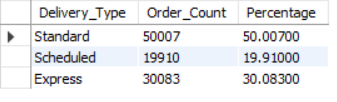 Delivery_Type Order_Count Percentage
Standard 50007 50.00700
Scheduled 19910 19.91000
Express 30083 30.08300